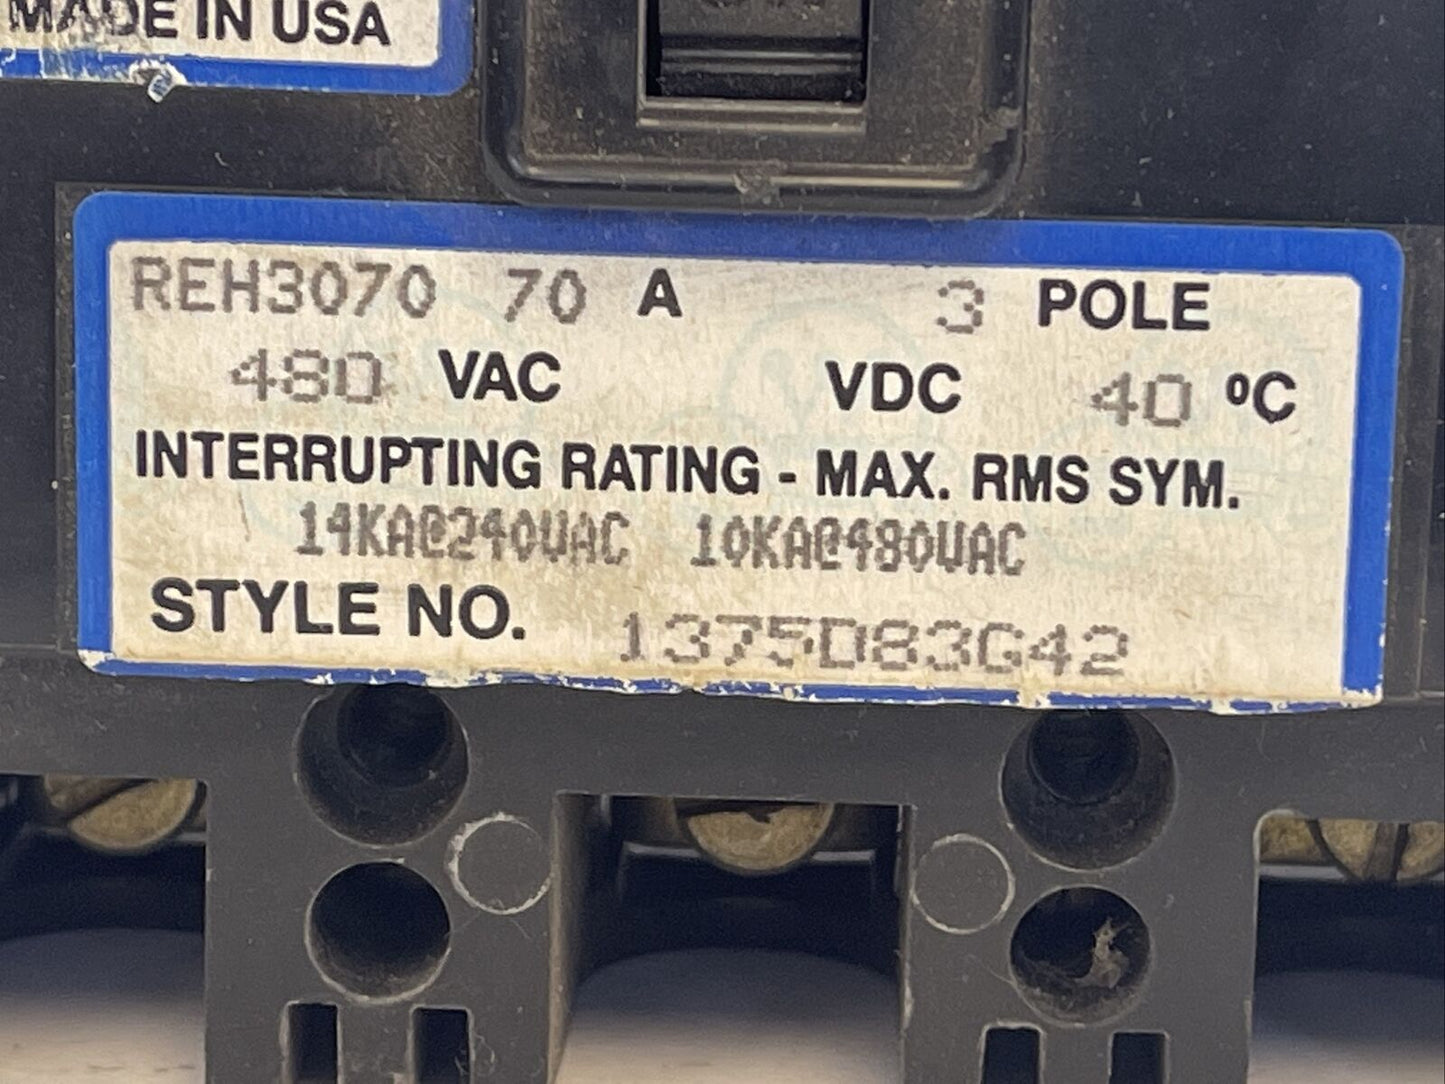 MADE IN USA
REH3070 70 A 3 POLE
480 VAC VDC 40 ºC
INTERRUPTING RATING - MAX. RMS SYM.
14KA@240VAC 10KA@480VAC
STYLE NO. 1375D83G42